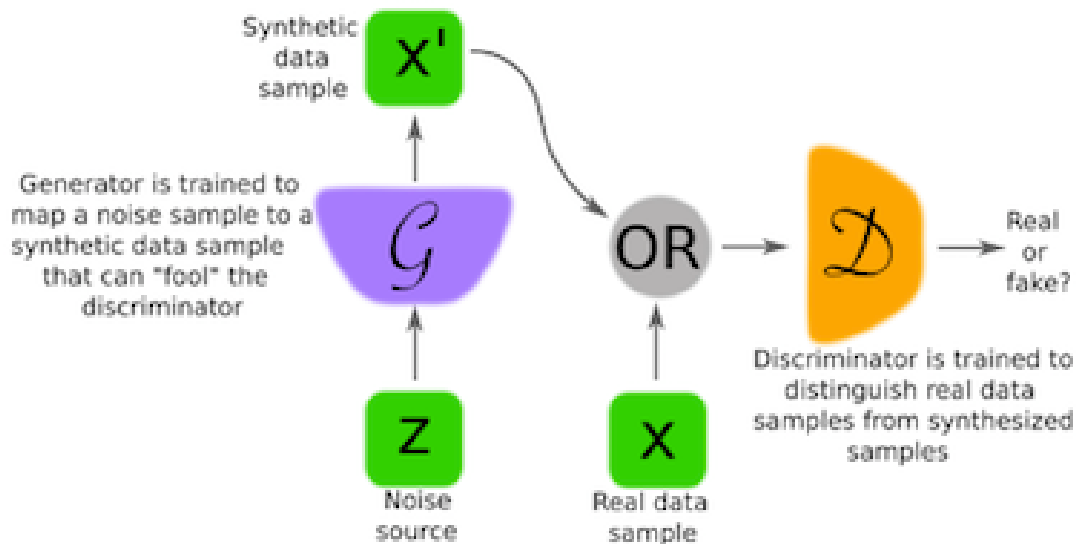 Synthetic
data
sample
x'
Generator is trained to
map a noise sample to a
synthetic data sample
that can "fool" the
discriminator
G
OR
D
Real
or
fake?
Discriminator is trained to
distinguish real data
samples from synthesized
samples
z
x
Noise
source
Real data
sample